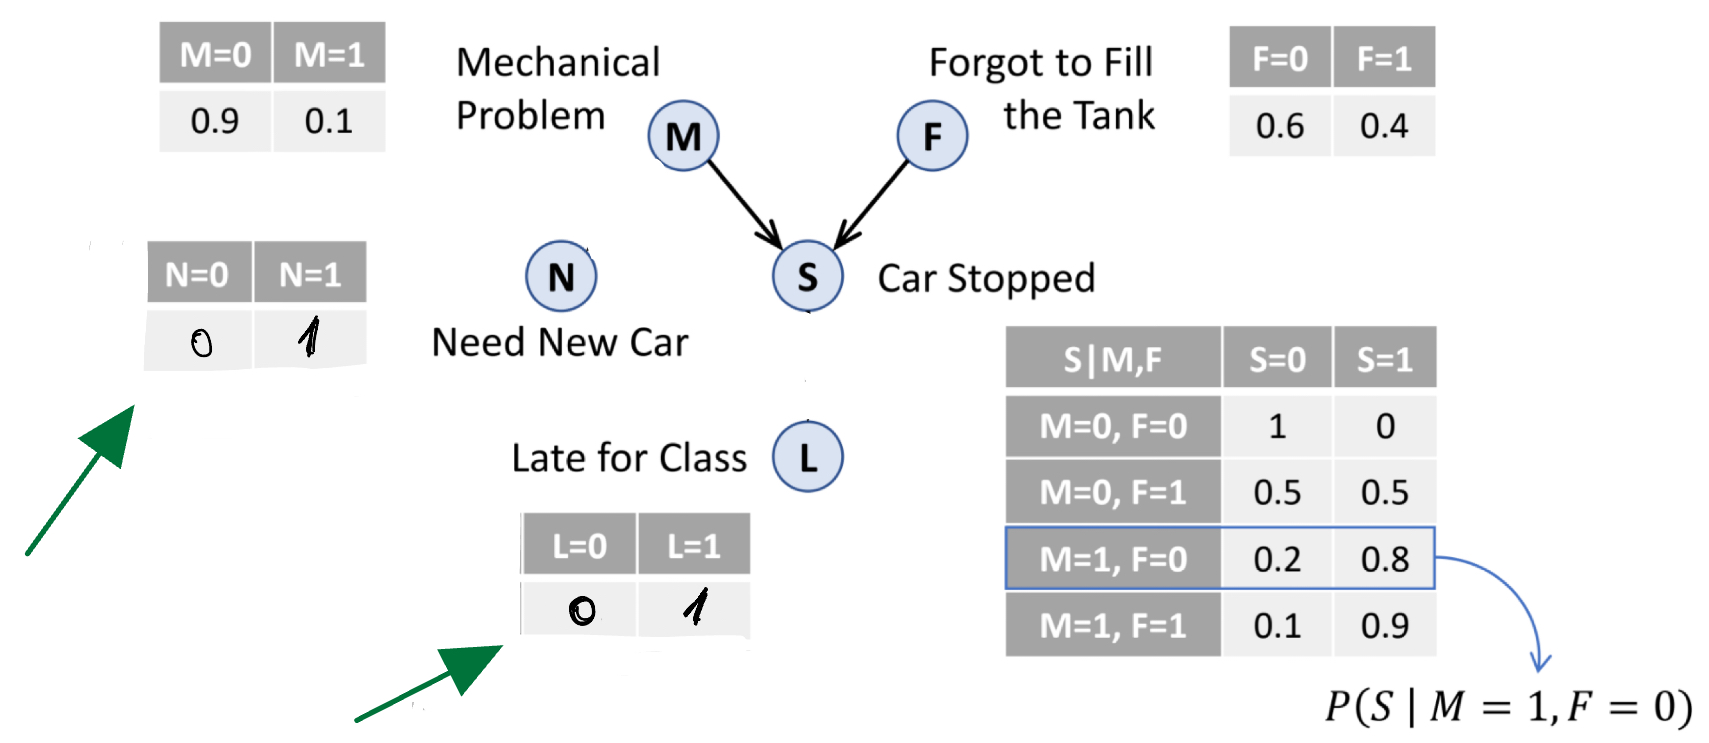 M=0 M=1
0.9 0.1
Mechanical
Problem
M
Forgot to Fill
the Tank
F
F=0 F=1
0.6 0.4
N=0 N=1
0 1
N
Need New Car
S
Car Stopped
Late for Class
L
L=0 L=1
0 1
S|M,F S=0 S=1
M=0, F=0 1 0
M=0, F=1 0.5 0.5
M=1, F=0 0.2 0.8
M=1, F=1 0.1 0.9
P(S | M = 1, F = 0)